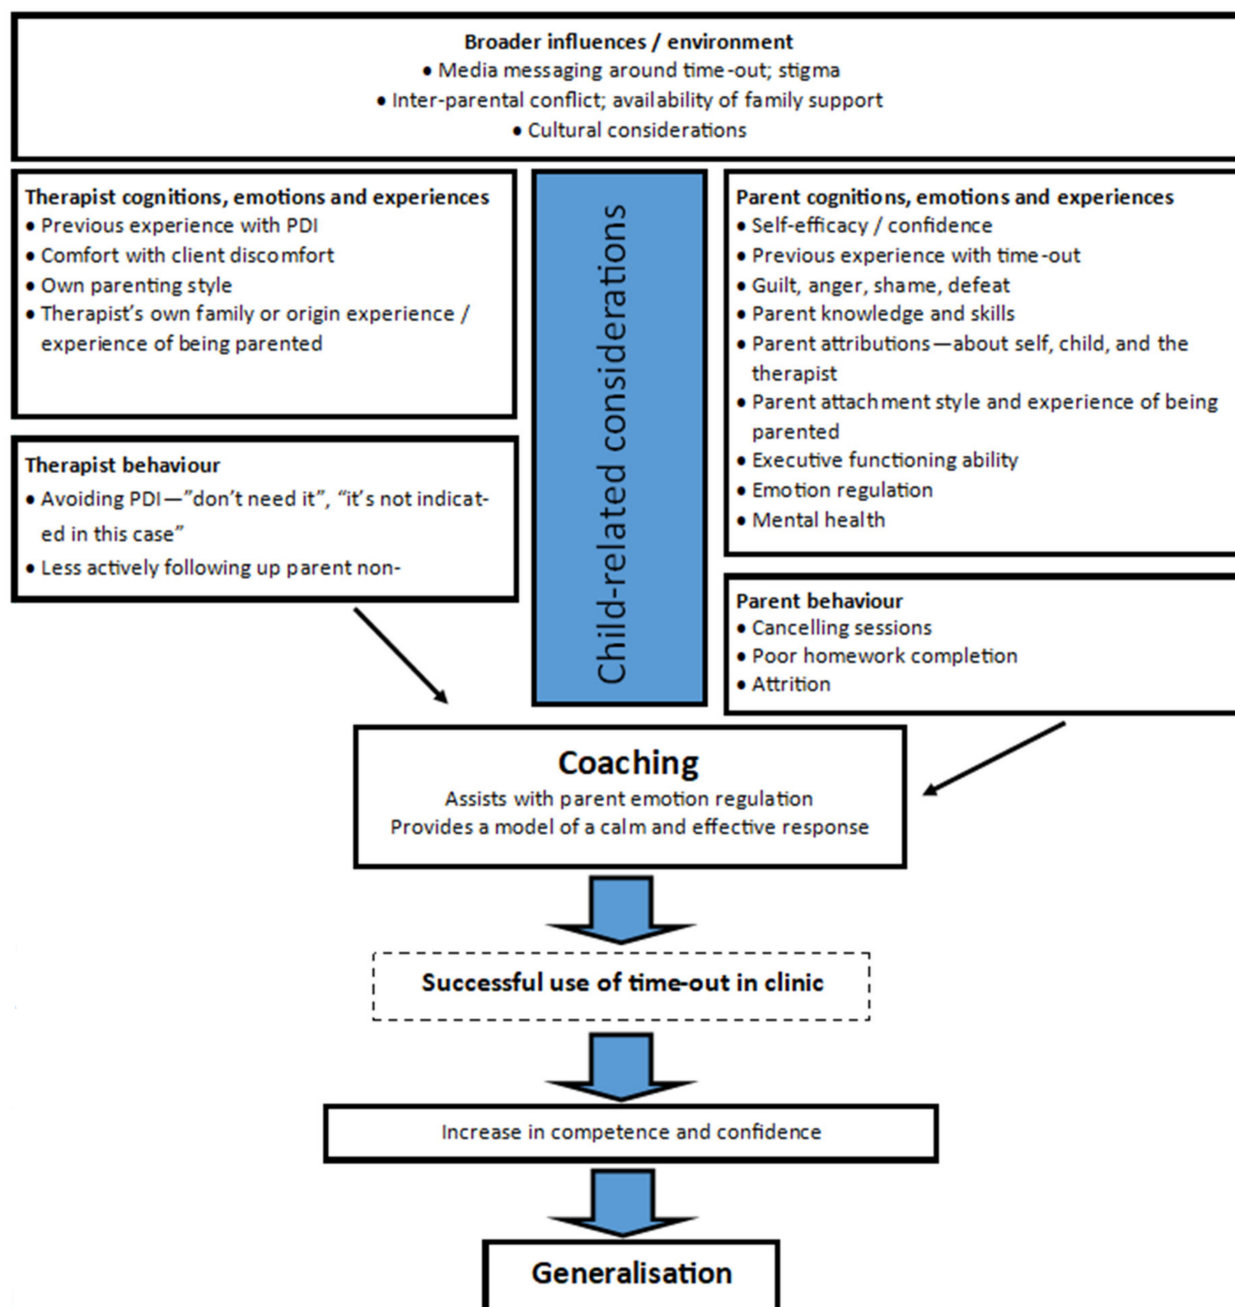 Broader influences / environment
• Media messaging around time-out; stigma
• Inter-parental conflict; availability of family support
• Cultural considerations
Therapist cognitions, emotions and experiences
• Previous experience with PDI
• Comfort with client discomfort
• Own parenting style
• Therapist's own family or origin experience /
experience of being parented
Therapist behaviour
• Avoiding PDI—”don't need it”, “it's not indicat-
ed in this case”
• Less actively following up parent non-
Child-related considerations
Parent cognitions, emotions and experiences
• Self-efficacy / confidence
• Previous experience with time-out
• Guilt, anger, shame, defeat
• Parent knowledge and skills
• Parent attributions—about self, child, and the
therapist
• Parent attachment style and experience of being
parented
• Executive functioning ability
• Emotion regulation
• Mental health
Parent behaviour
• Cancelling sessions
• Poor homework completion
• Attrition
Coaching
Assists with parent emotion regulation
Provides a model of a calm and effective response
Successful use of time-out in clinic
Increase in competence and confidence
Generalisation